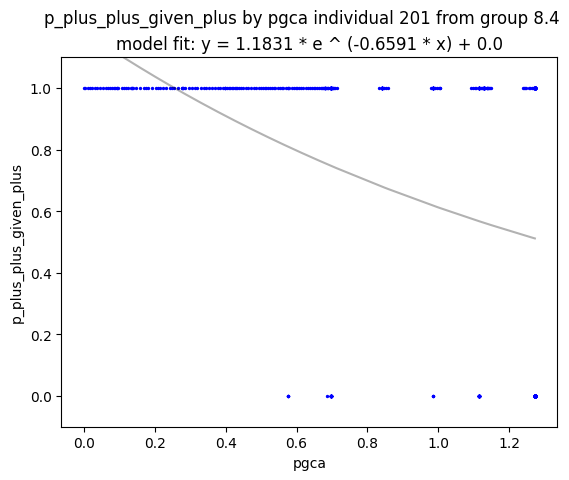 p_plus_plus_given_plus by pgca individual 201 from group 8.4
model fit: y = 1.1831 * e ^ (-0.6591 * x) + 0.0
1.0
0.8
0.6
0.4
0.2
0.0
p_plus_plus_given_plus
0.0 0.2 0.4 0.6 0.8 1.0 1.2
pgca